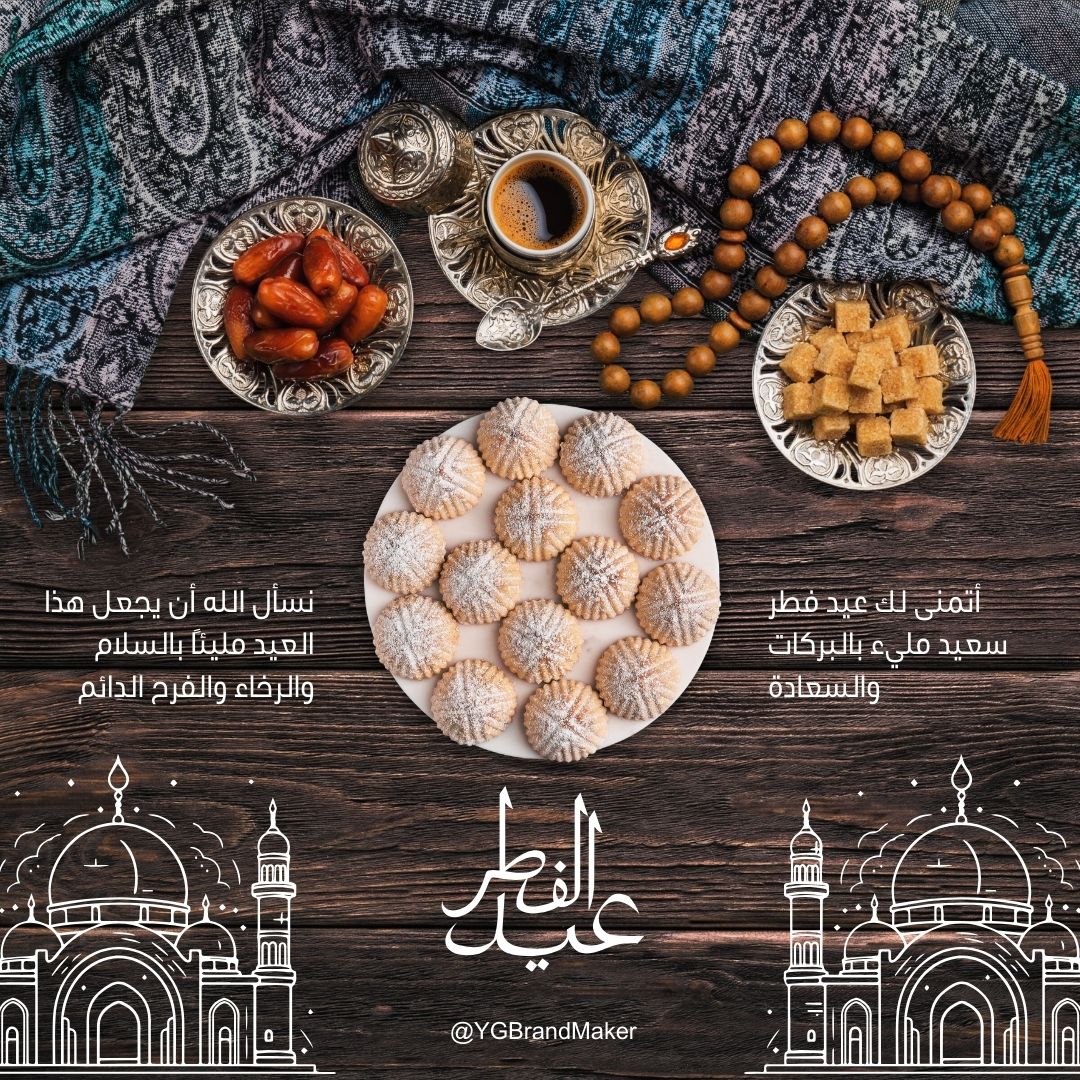 أتمنى لك عيد فطر
سعيد مليء بالبركات
والسعادة
نسأل الله أن يجعل هذا
العيد مليئًا بالسلام
والرخاء والفرح الدائم
عيد الفطر
@YGBrandMaker